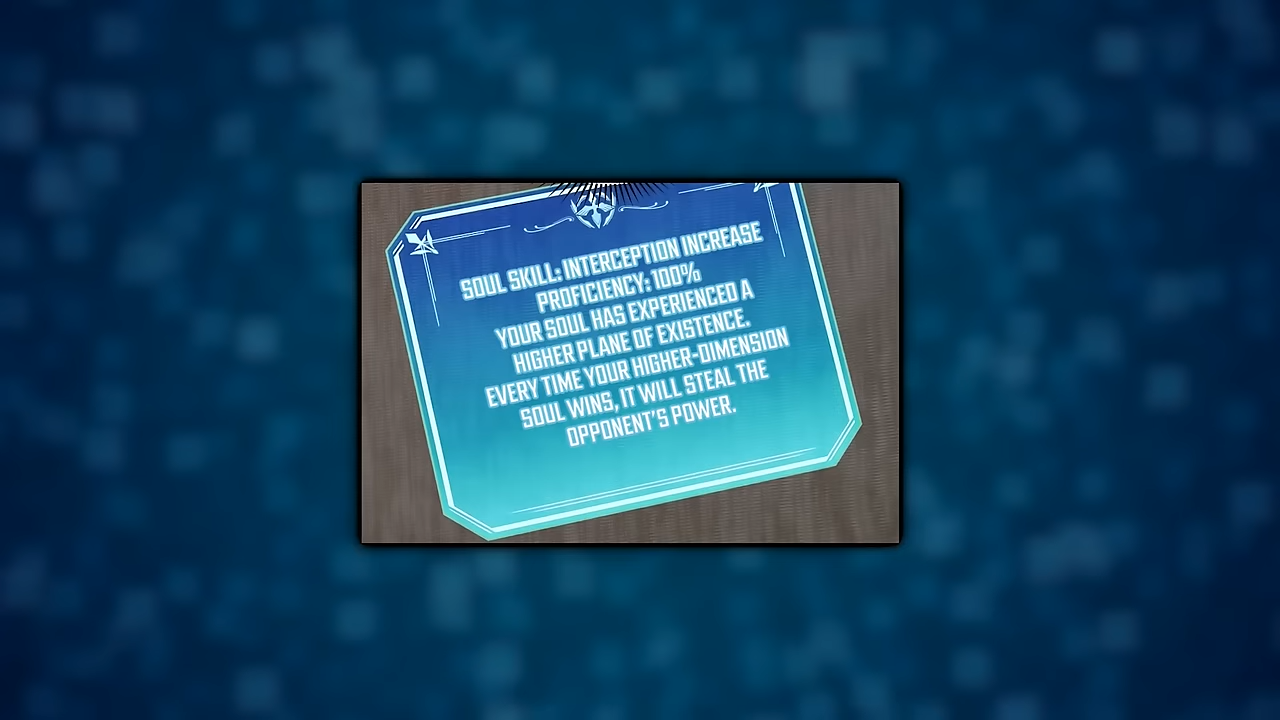 SOUL SKILL: INTERCEPTION INCREASE
PROFICIENCY: 100%
YOUR SOUL HAS EXPERIENCED A
HIGHER PLANE OF EXISTENCE.
EVERY TIME YOUR HIGHER-DIMENSION
SOUL WINS, IT WILL STEAL THE
OPPONENT'S POWER.